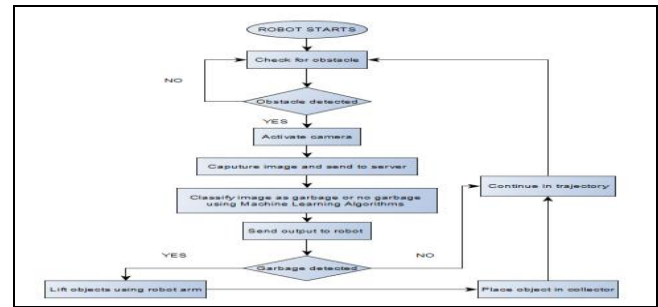 ROBOT STARTS
Check for obstacle
NO
Obstacle detected
YES
Activate camera
Caputure image and send to server
Classify image as garbage or no garbage
using Machine Learning Algorithms
Continue in trajectory
Send output to robot
YES
NO
Garbage detected
Lift objects using robot arm
Place object in collector